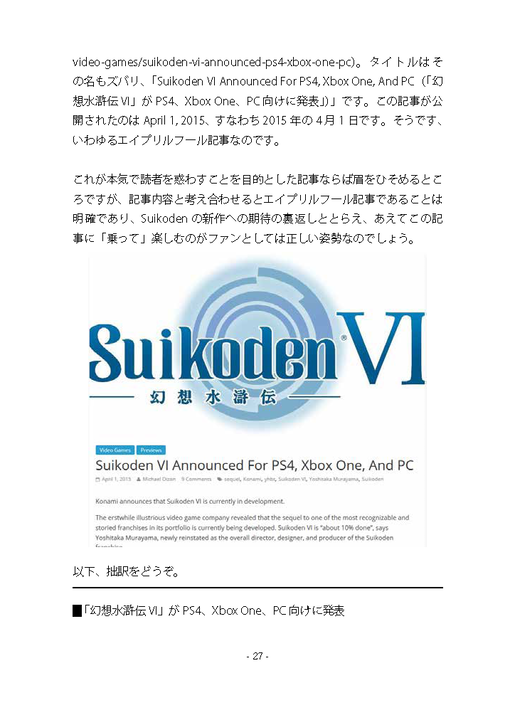 video-games/suikoden-vi-announced-ps4-xbox-one-pc)。タイトルはそ
の名もズバリ、「Suikoden VI Announced For PS4, Xbox One, And PC（「幻
想水滸伝 VI」が PS4、Xbox One、PC 向けに発表」）」です。この記事が公
開されたのは April 1, 2015、すなわち 2015 年の 4 月 1 日です。そうです、
いわゆるエイプリルフール記事なのです。
これが本気で読者を惑わすことを目的とした記事ならば眉をひそめるとこ
ろですが、記事内容と考え合わせるとエイプリルフール記事であることは
明確であり、Suikoden の新作への期待の裏返しととらえ、あえてこの記
事に「乗って」楽しむのがファンとしては正しい姿勢なのでしょう。
Suikoden® VI
幻想水滸伝
Video Games Previews
Suikoden VI Announced For PS4, Xbox One, And PC
April 1, 2015 Michael 9 Comments sequel, Konami, Suikoden VI, Yoshitaka Murayama, Suikoden
Konami announces that Suikoden VI is currently in development.
The erstwhile illustrious video game company revealed that the sequel to one of the most recognizable and
storied franchises in its portfolio is currently being developed. Suikoden VI is "about 10% done", says
Yoshitaka Murayama, newly reinstated as the overall director, designer, and producer of the Suikoden
以下、拙訳をどうぞ。
■「幻想水滸伝 VI」が PS4、Xbox One、PC 向けに発表
- 27 -